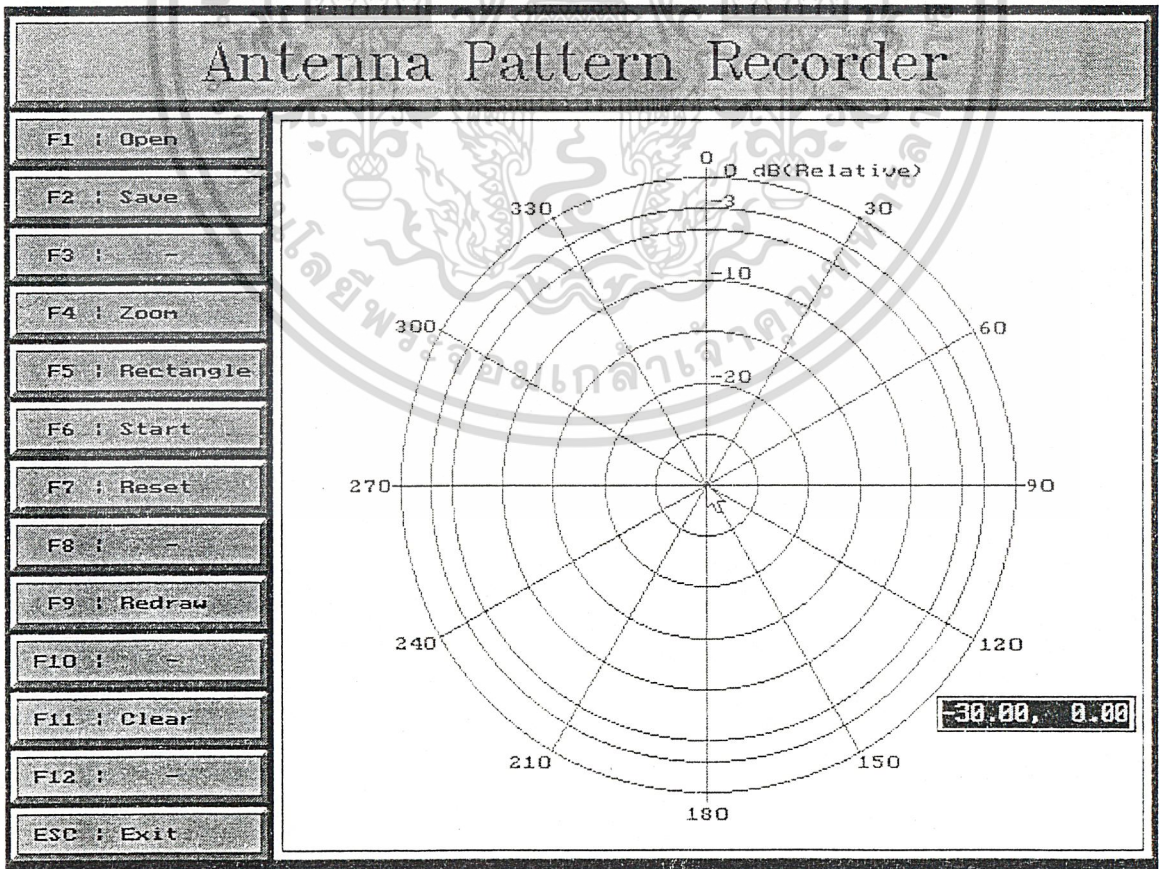 Antenna Pattern Recorder
F1 : Open
F2 : Save
F3 : -
F4 : Zoom
F5 : Rectangle
F6 : Start
F7 : Reset
F8 : -
F9 : Redraw
F10 : -
F11 : Clear
F12 : -
ESC : Exit
0
0 dB(Relative)
-3
-10
-20
330
30
300
60
270
90
240
120
210
150
180
-30.00, 0.00